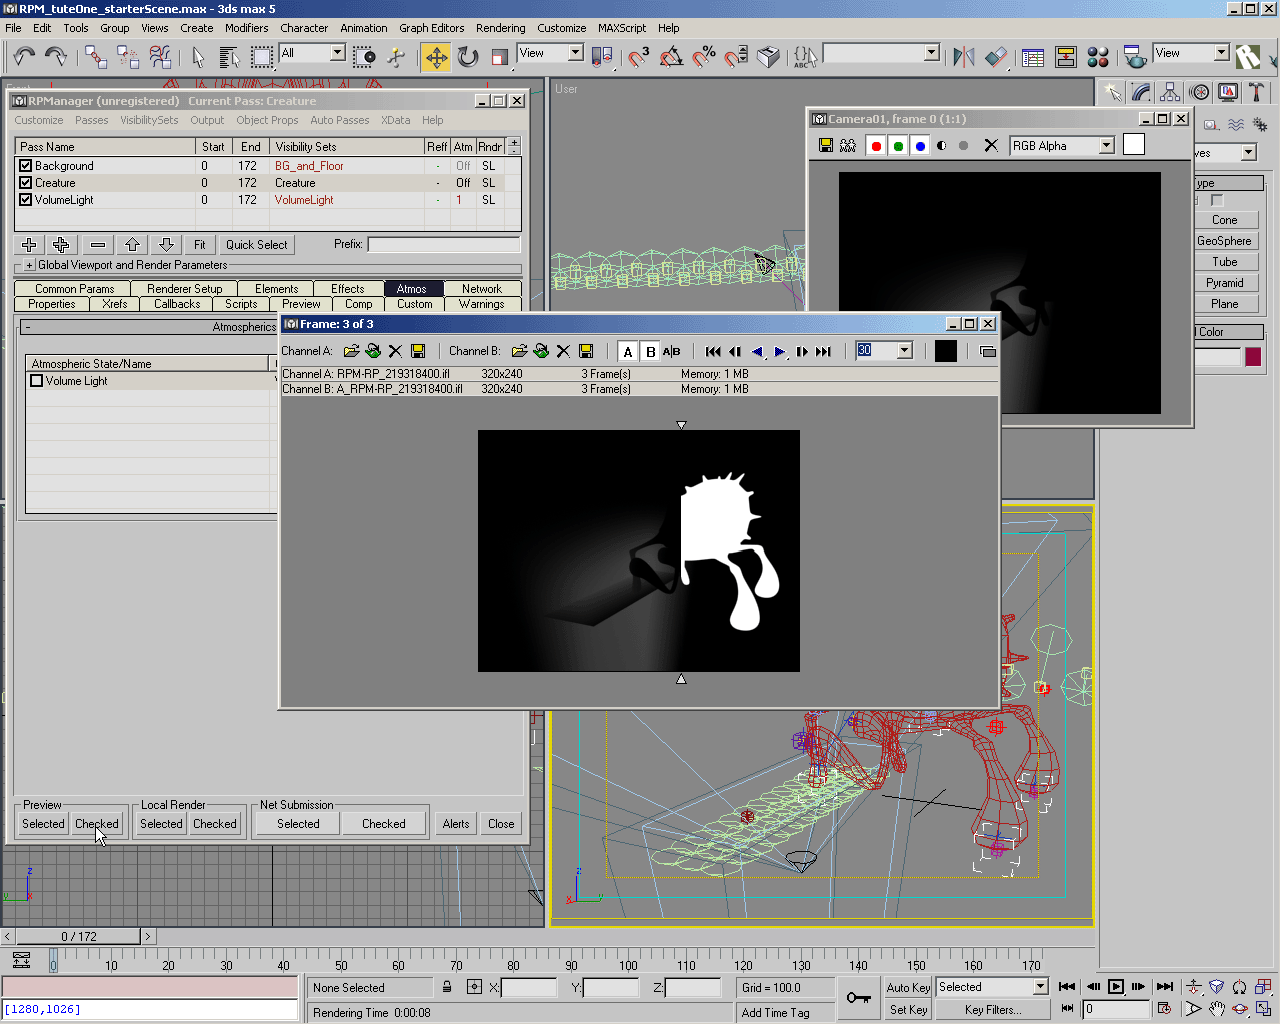 RPM_tuteOne_starterScene.max - 3ds max 5
File Edit Tools Group Views Create Modifiers Character Animation Graph Editors Rendering Customize MAXScript Help
All
View
3
%
ABC
View
User
RPManager (unregistered) Current Pass: Creature
Customize Passes VisibilitySets Output Object Props Auto Passes XData Help
Pass Name Start End Visibility Sets Reff Atm Rndr
Background 0 172 BG_and_Floor - Off SL
Creature 0 172 Creature - Off SL
VolumeLight 0 172 VolumeLight - 1 SL
Fit Quick Select Prefix:
+ Global Viewport and Render Parameters
Common Params Renderer Setup Elements Effects Atmos Network
Properties Xrefs Callbacks Scripts Preview Comp Custom Warnings
- Atmospherics
Atmospheric State/Name
Volume Light
Camera01, frame 0 (1:1)
RGB Alpha
ves
ype
Cone
GeoSphere
Tube
Pyramid
Plane
Color
Frame: 3 of 3
Channel A: Channel B: A B A|B 30
Channel A: RPM-RP_219318400.ifl 320x240 3 Frame(s) Memory: 1 MB
Channel B: A_RPM-RP_219318400.ifl 320x240 3 Frame(s) Memory: 1 MB
Preview Local Render Net Submission
Selected Checked Selected Checked Selected Checked Alerts Close
z
y
x
z
x
y
< 0 / 172 >
0 10 20 30 40 50 60 70 80 90 100 110 120 130 140 150 160 170
None Selected X: Y: Z: Grid = 100.0 Auto Key Selected
[1280,1026] Rendering Time 0:00:08 Add Time Tag Set Key Key Filters... 0